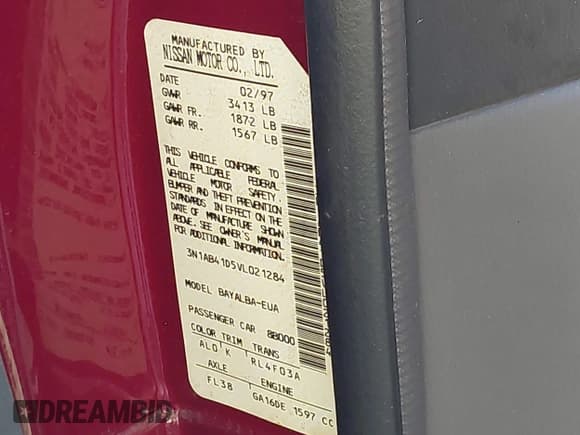 MANUFACTURED BY
NISSAN MOTOR CO., LTD.
DATE 02/97
GVWR 3413 LB
GAWR FR. 1872 LB
GAWR RR. 1567 LB
THIS VEHICLE CONFORMS TO
ALL APPLICABLE FEDERAL
VEHICLE MOTOR SAFETY,
BUMPER AND THEFT PREVENTION
STANDARDS IN EFFECT ON THE
DATE OF MANUFACTURE SHOWN
ABOVE. SEE OWNER'S MANUAL
FOR MORE INFORMATION.
3N1AB41D5VL021284
MODEL BAYALBA-EUA
PASSENGER CAR 8B000
COLOR TRIM TRANS
AL0 K RL4F03A
AXLE ENGINE
FL38 GA16DE 1597 CC
DREAMBID